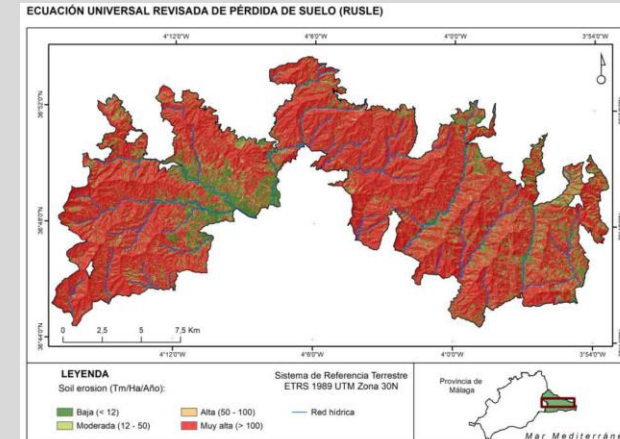 ECUACIÓN UNIVERSAL REVISADA DE PÉRDIDA DE SUELO (RUSLE)
4°12'0"W 4°6'0"W 4°0'0"W 3°54'0"W
36°52'0"N
36°48'0"N
36°44'0"N
0 2,5 5 7,5 Km
4°12'0"W 4°6'0"W 4°0'0"W 3°54'0"W
LEYENDA
Soil erosion (Tm/Ha/Año):
Baja (< 12)
Moderada (12 - 50)
Alta (50 - 100)
Muy alta (> 100)
Sistema de Referencia Terrestre
ETRS 1989 UTM Zona 30N
Red hídrica
Provincia de
Málaga
Mar Mediterráne